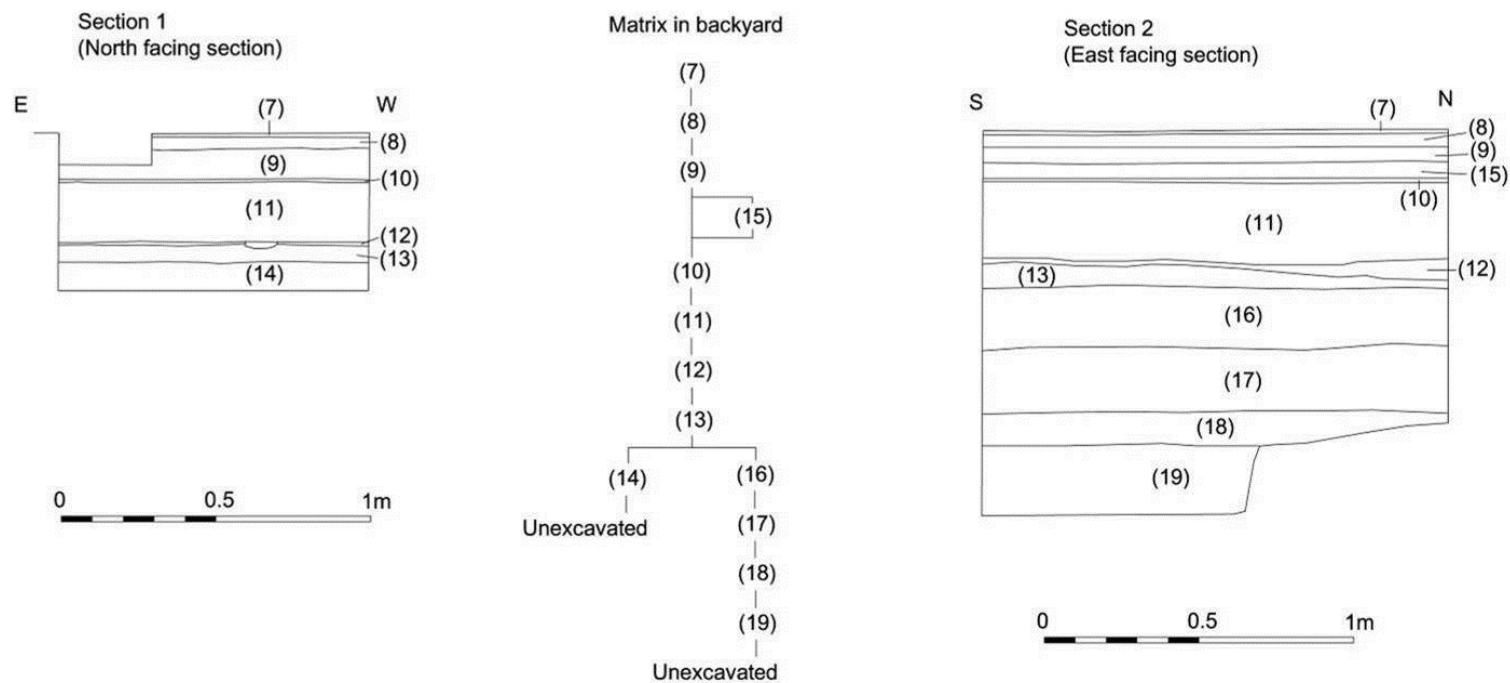 Section 1
(North facing section)
E
W
(7)
(8)
(9)
(10)
(11)
(12)
(13)
(14)
0 0.5 1m
Matrix in backyard
(7)
(8)
(9)
(15)
(10)
(11)
(12)
(13)
(14) (16)
Unexcavated (17)
(18)
(19)
Unexcavated
Section 2
(East facing section)
S
N
(7)
(8)
(9)
(15)
(10)
(11)
(12)
(13)
(16)
(17)
(18)
(19)
0 0.5 1m